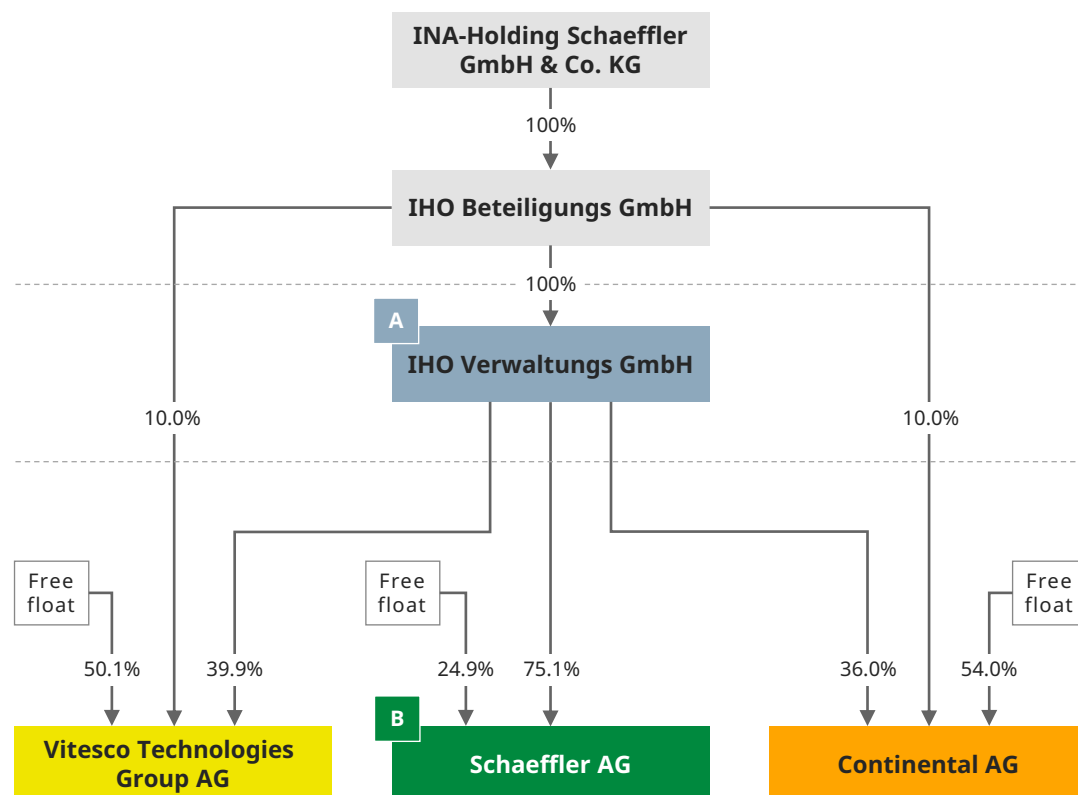 INA-Holding Schaeffler
GmbH & Co. KG
100%
IHO Beteiligungs GmbH
100%
A
IHO Verwaltungs GmbH
10.0%
10.0%
Free
float
Free
float
Free
float
50.1%
39.9%
24.9%
75.1%
36.0%
54.0%
B
Vitesco Technologies
Group AG
Schaeffler AG
Continental AG